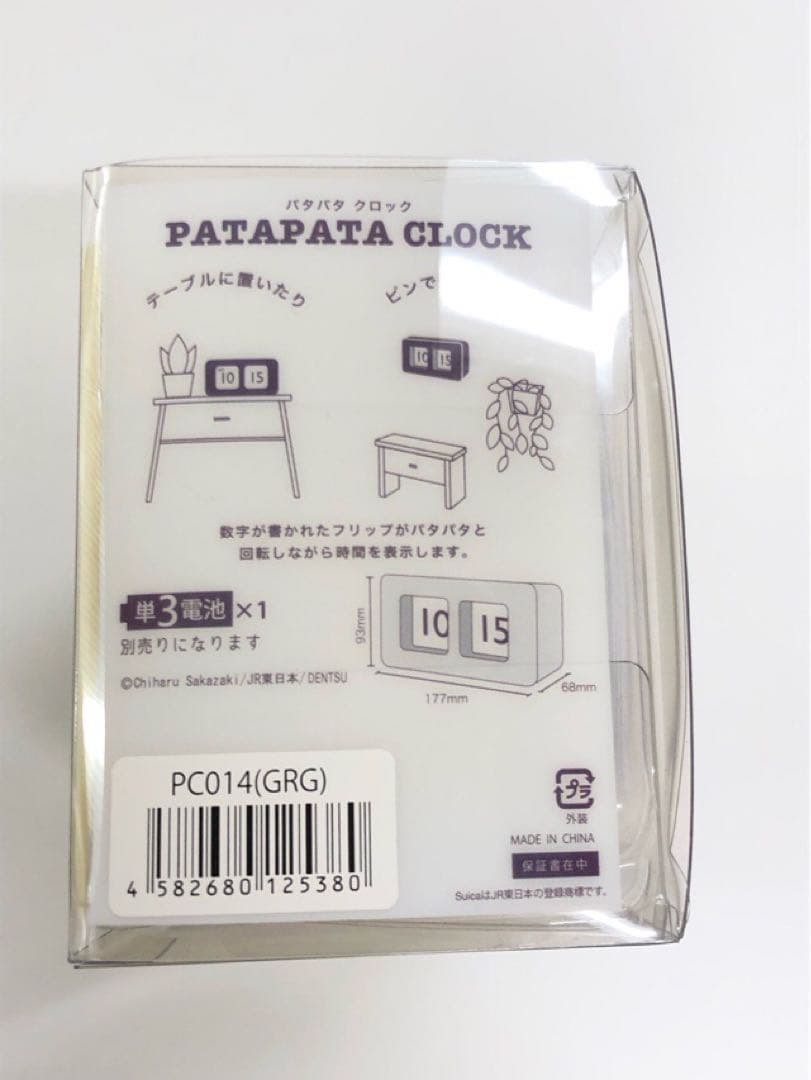 パタパタ クロック
PATAPATA CLOCK
テーブルに置いたり
ピンで
10 15
10 15
数字が書かれたフリップがパタパタと
回転しながら時間を表示します。
単3電池 ×1
別売りになります
93mm
10 15
177mm
68mm
©Chiharu Sakazaki/JR東日本/DENTSU
PC014(GRG)
4 582680 125380
プラ
外装
MADE IN CHINA
保証書在中
SuicaはJR東日本の登録商標です。